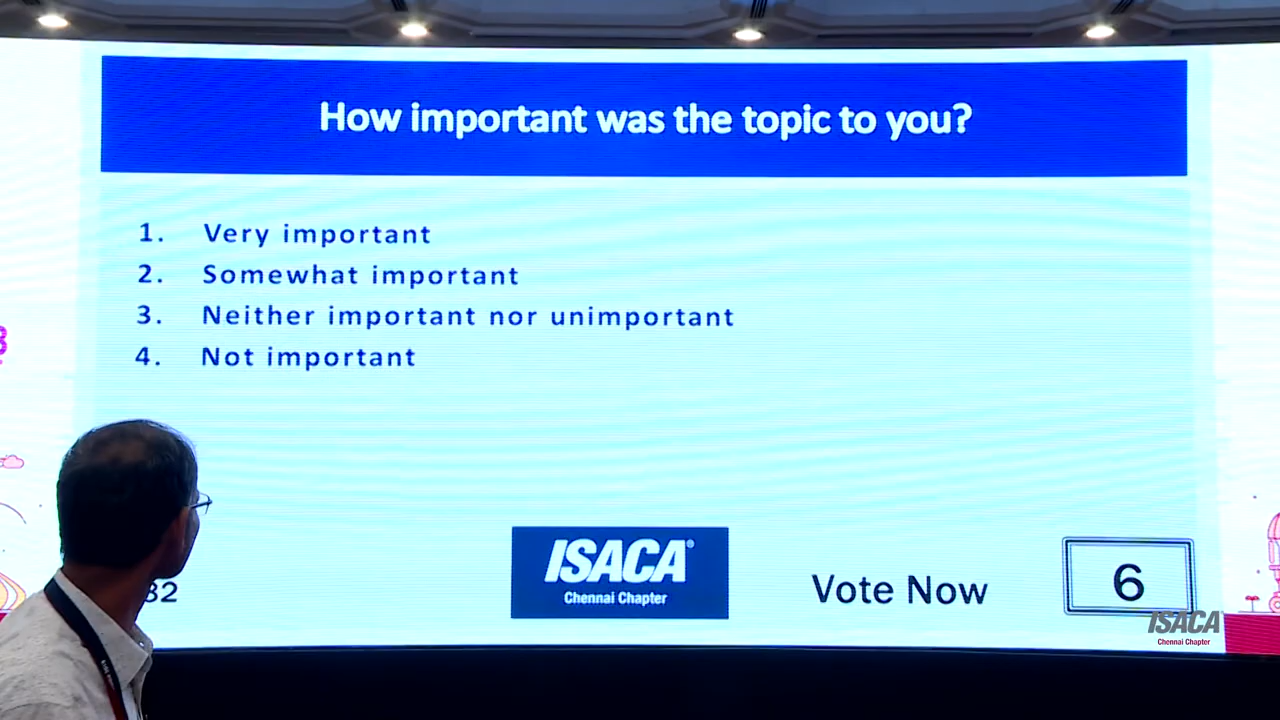 How important was the topic to you?
1. Very important
2. Somewhat important
3. Neither important nor unimportant
4. Not important
ISACA®
Chennai Chapter
Vote Now
6
ISACA
Chennai Chapter